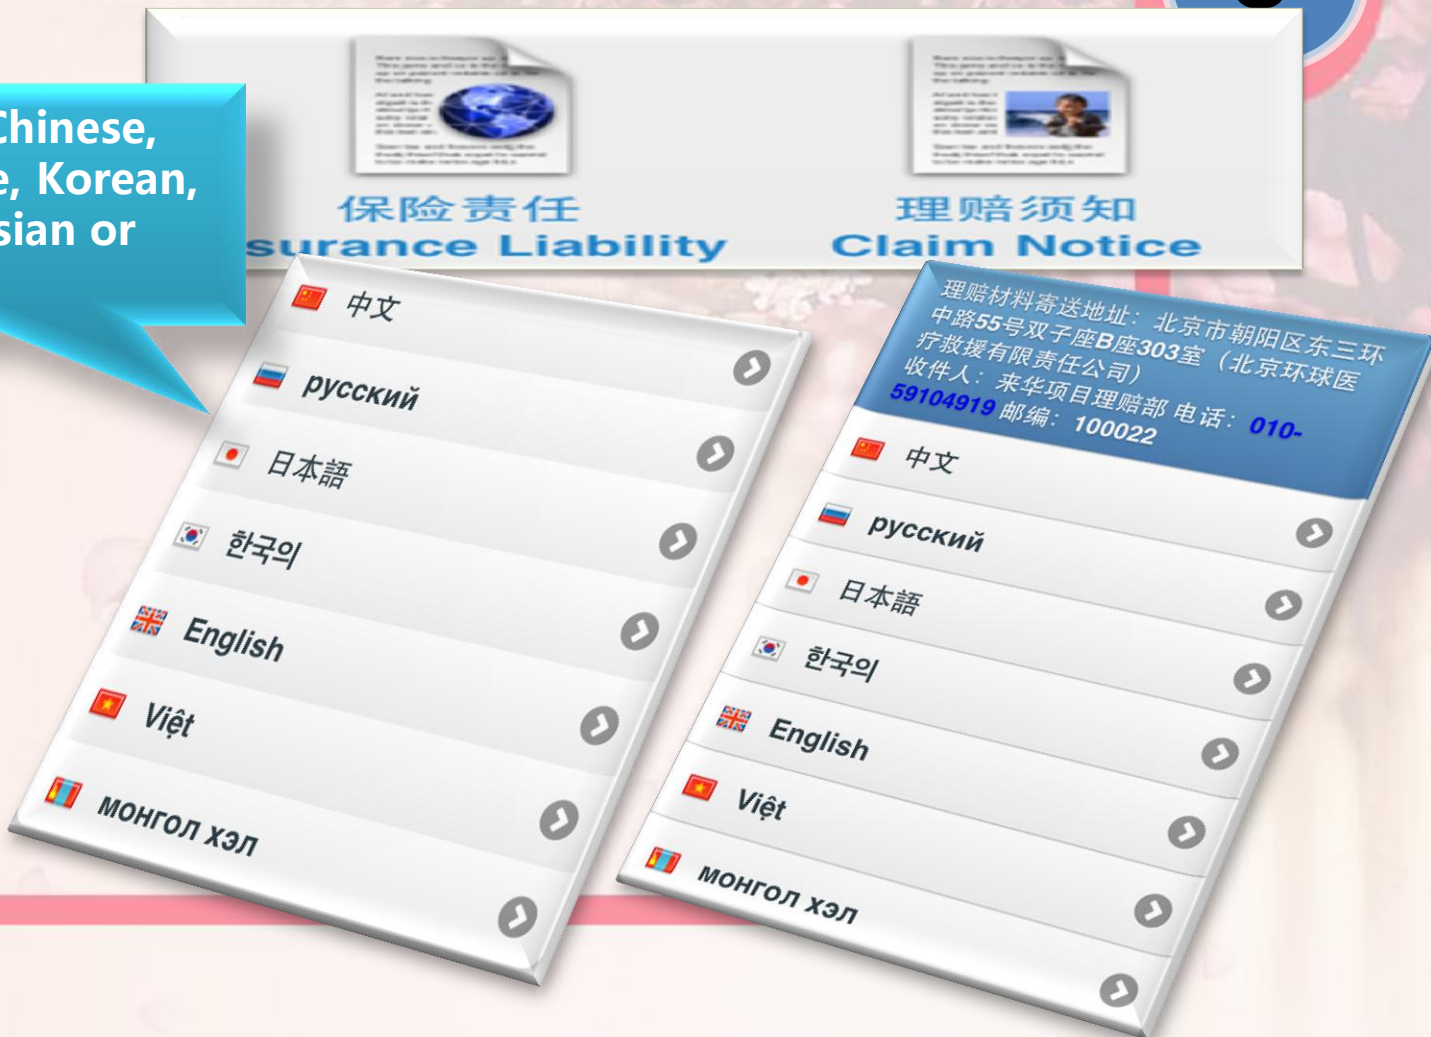 Chinese,
Korean,
or
保险责任
理赔须知
Liability
Claim Notice
中文
русский
日本語
한국의
English
Việt
монгол хэл
理赔材料寄送地址：北京市朝阳区东三环
中路55号双子座B座303室（北京环球医
疗救援有限责任公司）
收件人：来华项目理赔部 电话：010-
59104919 邮编：100022
中文
русский
日本語
한국의
English
Việt
монгол хэл